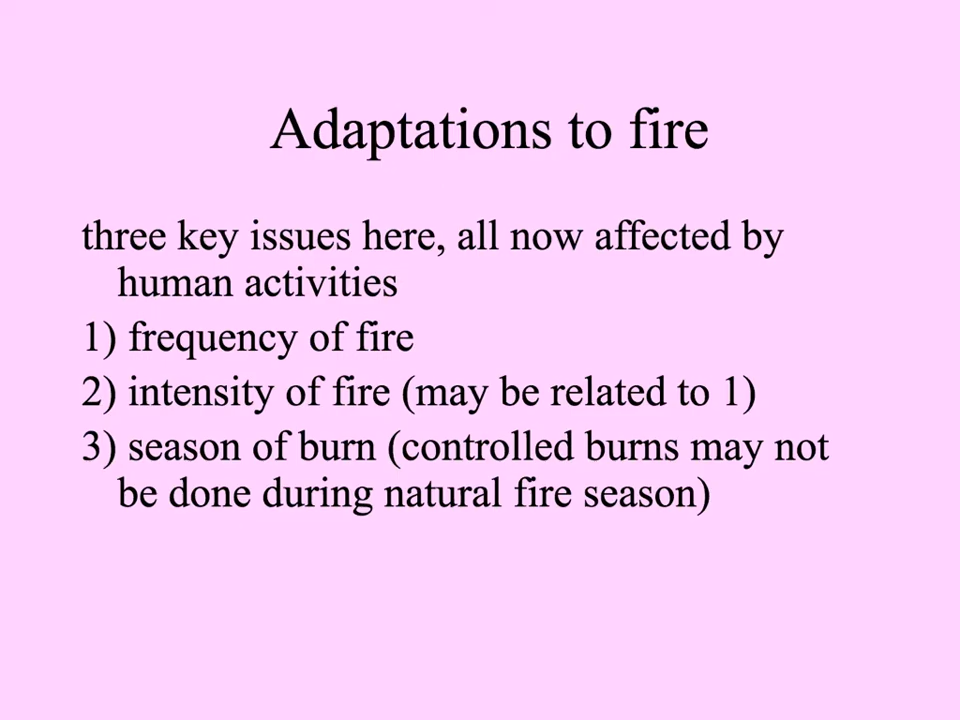 Adaptations to fire
three key issues here, all now affected by
human activities
1) frequency of fire
2) intensity of fire (may be related to 1)
3) season of burn (controlled burns may not
be done during natural fire season)